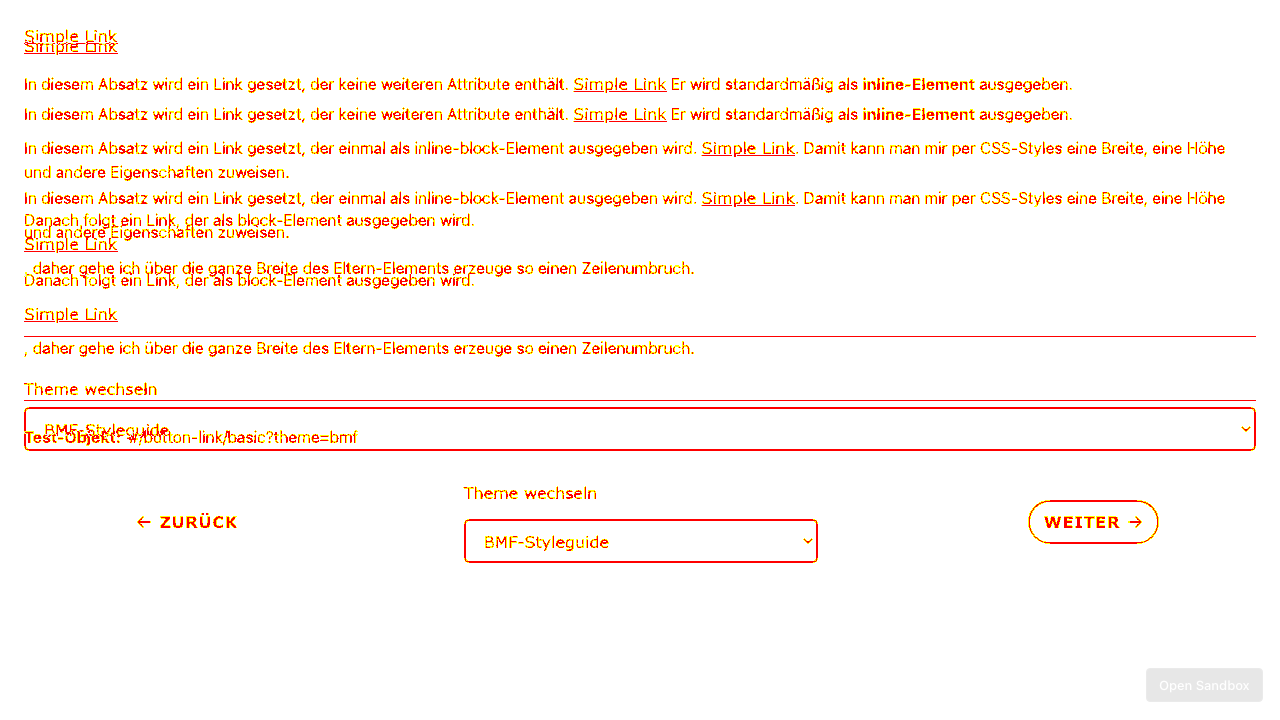 Simple Link
Simple Link
In diesem Absatz wird ein Link gesetzt, der keine weiteren Attribute enthält. Simple Link Er wird standardmäßig als inline-Element ausgegeben.
In diesem Absatz wird ein Link gesetzt, der keine weiteren Attribute enthält. Simple Link Er wird standardmäßig als inline-Element ausgegeben.
In diesem Absatz wird ein Link gesetzt, der einmal als inline-block-Element ausgegeben wird. Simple Link. Damit kann man mir per CSS-Styles eine Breite, eine Höhe
und andere Eigenschaften zuweisen.
In diesem Absatz wird ein Link gesetzt, der einmal als inline-block-Element ausgegeben wird. Simple Link. Damit kann man mir per CSS-Styles eine Breite, eine Höhe
Danach folgt ein Link, der als block-Element ausgegeben wird.
und andere Eigenschaften zuweisen.
Simple Link
, daher gehe ich über die ganze Breite des Eltern-Elements erzeuge so einen Zeilenumbruch.
Danach folgt ein Link, der als block-Element ausgegeben wird.
Simple Link
, daher gehe ich über die ganze Breite des Eltern-Elements erzeuge so einen Zeilenumbruch.
Theme wechseln
BMF-Styleguide
Test-Objekt: #/button-link/basic?theme=bmf
Theme wechseln
← ZURÜCK
WEITER →
BMF-Styleguide
Open Sandbox